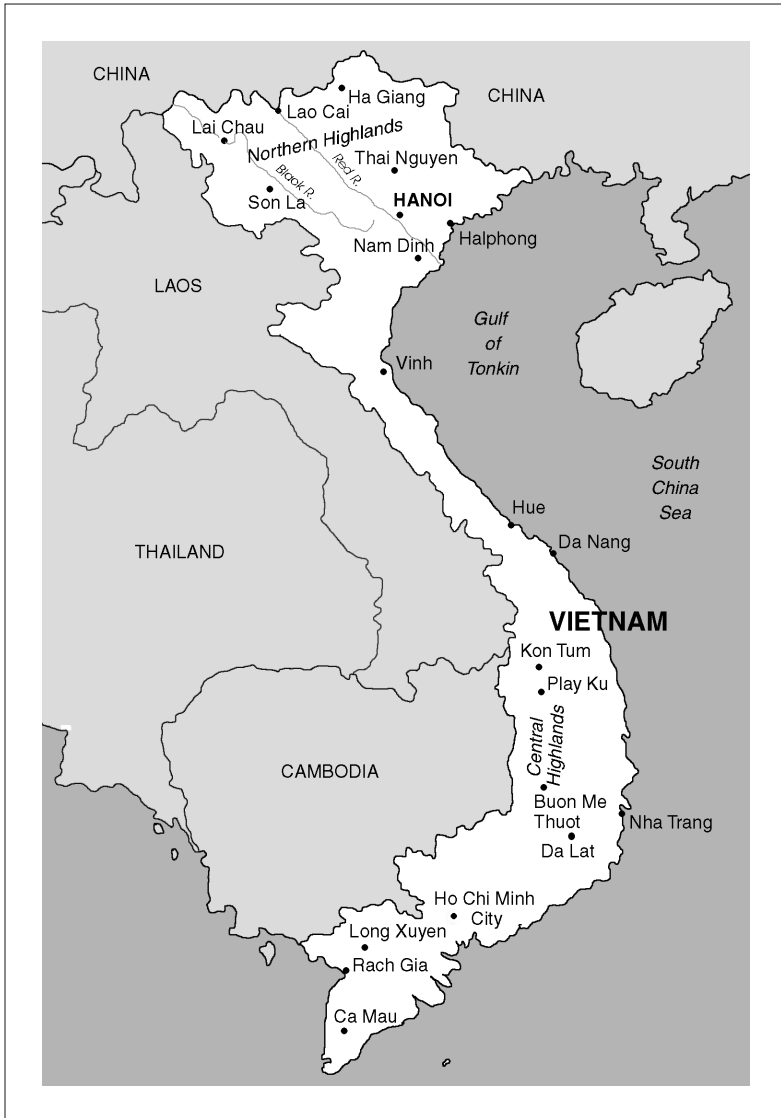 CHINA
Ha Giang
CHINA
Lao Cai
Lai Chau
Northern Highlands
Thai Nguyen
Red R.
Black R.
Son La
HANOI
Nam Dinh
Halphong
LAOS
Gulf
of
Tonkin
Vinh
South
China
Sea
Hue
Da Nang
THAILAND
VIETNAM
Kon Tum
Play Ku
Central
Highlands
CAMBODIA
Buon Me
Thuot
Nha Trang
Da Lat
Ho Chi Minh
City
Long Xuyen
Rach Gia
Ca Mau